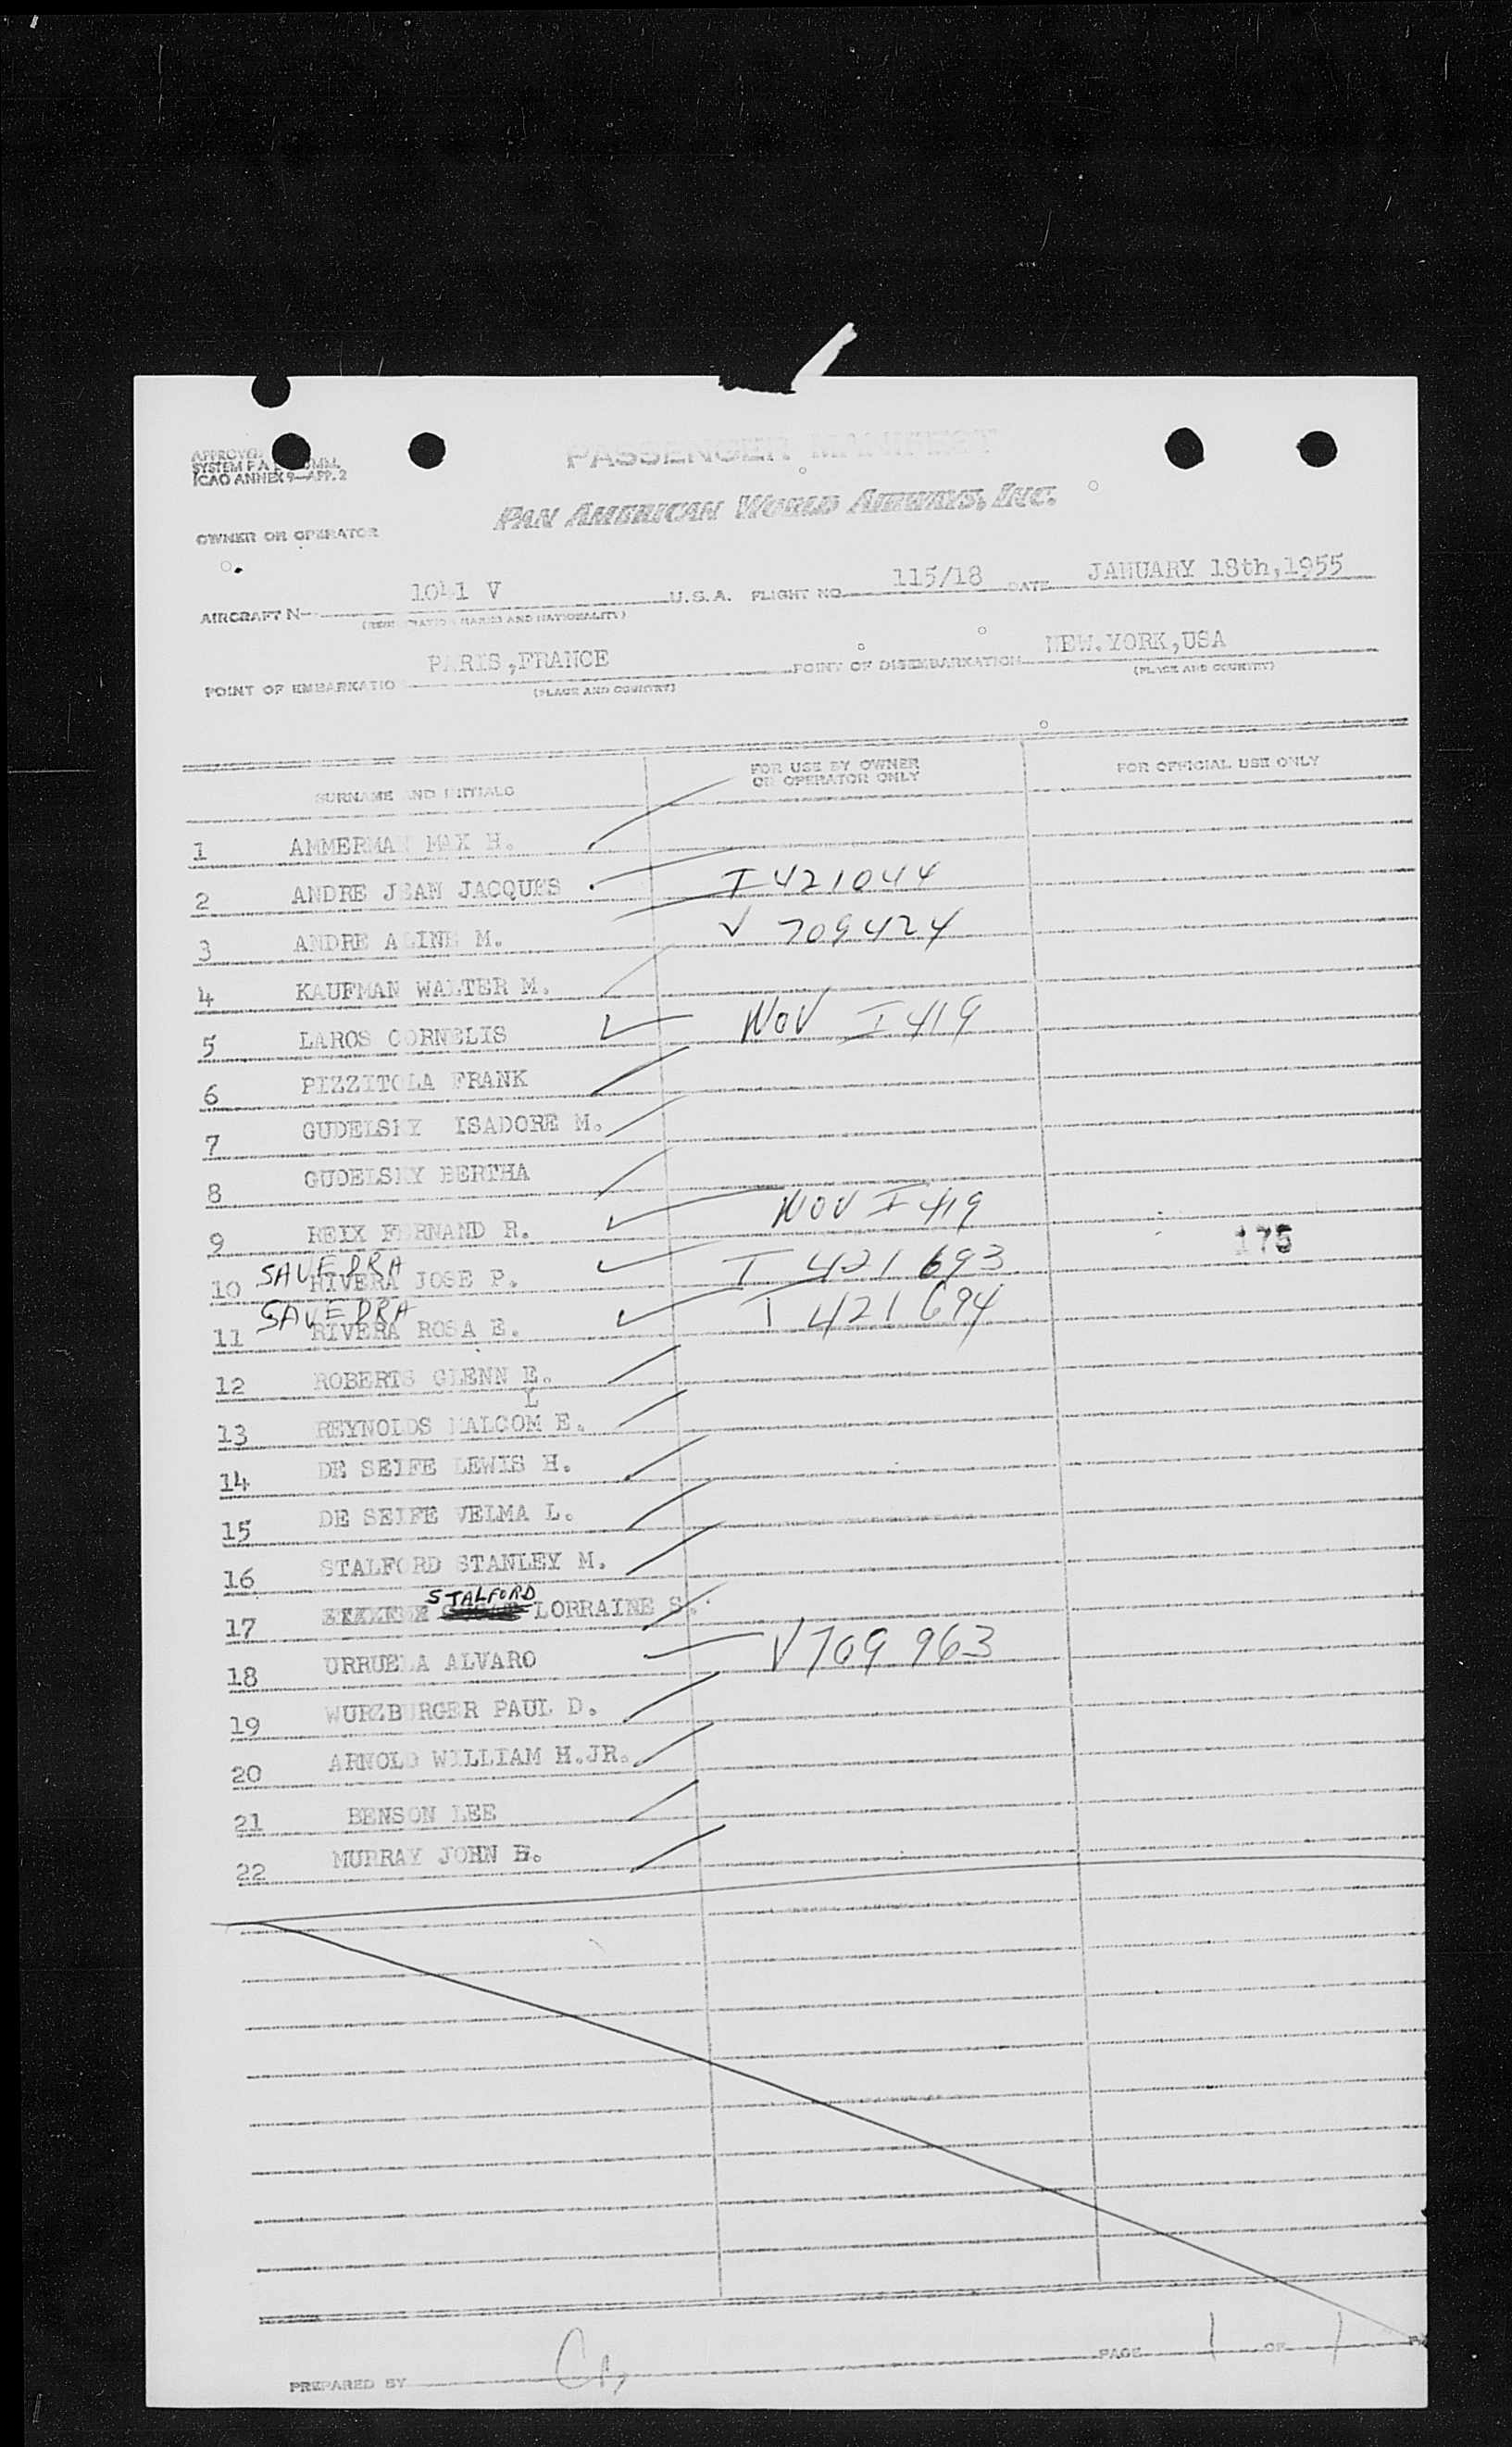 PASSENGER MANIFEST
SYSTEM
ICAO ANNEX 9—APP. 2
PAN AMERICAN WORLD AIRWAYS, INC.
OWNER OR OPERATOR
AIRCRAFT N— 1041 V U.S.A. FLIGHT NO. 115/18 DATE JANUARY 18th,1955
(REGISTRATION MARKS AND NATIONALITY)
POINT OF EMBARKATIO PARIS,FRANCE POINT OF DISEMBARKATION NEW.YORK,USA
(PLACE AND COUNTRY) (PLACE AND COUNTRY)
SURNAME AND INITIALS FOR USE BY OWNER OR OPERATOR ONLY FOR OFFICIAL USE ONLY
1 AMMERMAN MAX H.
2 ANDRE JEAN JACQUES I 421044
3 ANDRE ALINE M. V 709424
4 KAUFMAN WALTER M.
5 LAROS CORNELIS NOV I 419
6 PIZZITOLA FRANK
7 GUDELSKY ISADORE M.
8 GUDELSKY BERTHA
9 REIX FERNAND R. NOV I 419
175
SAVEDRA
10 RIVERA JOSE P. I 421 693
SAVEDRA
11 RIVERA ROSA E. I 421 694
12 ROBERTS GLENN E.
L
13 REYNOLDS MALCOM E.
14 DE SEIFE LEWIS H.
15 DE SEIFE VELMA L.
16 STALFORD STANLEY M.
STALFORD
17 LORRAINE S.
18 URRUELA ALVARO V 709 963
19 WURZBURGER PAUL D.
20 ARNOLD WILLIAM H.JR.
21 BENSON LEE
22 MURRAY JOHN B.
PREPARED BY PAGE 1 OF 1